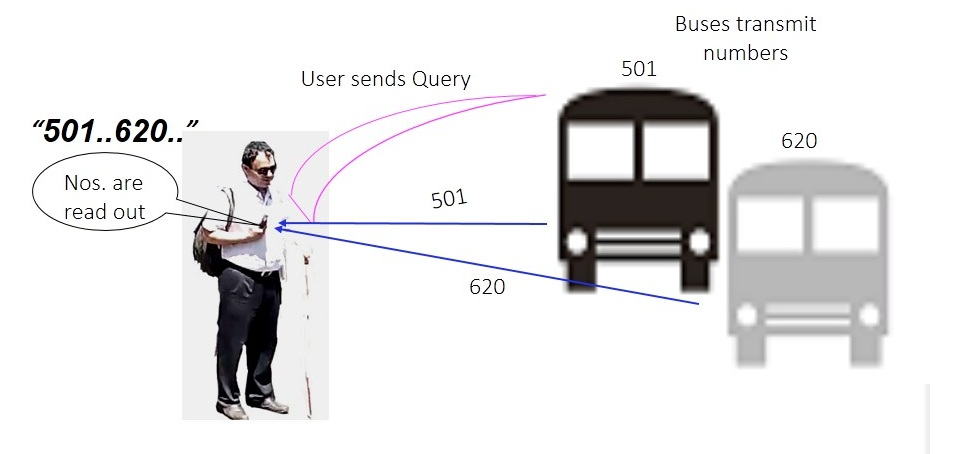 Buses transmit
numbers
User sends Query
501
“501..620..”
620
Nos. are
read out
501
620